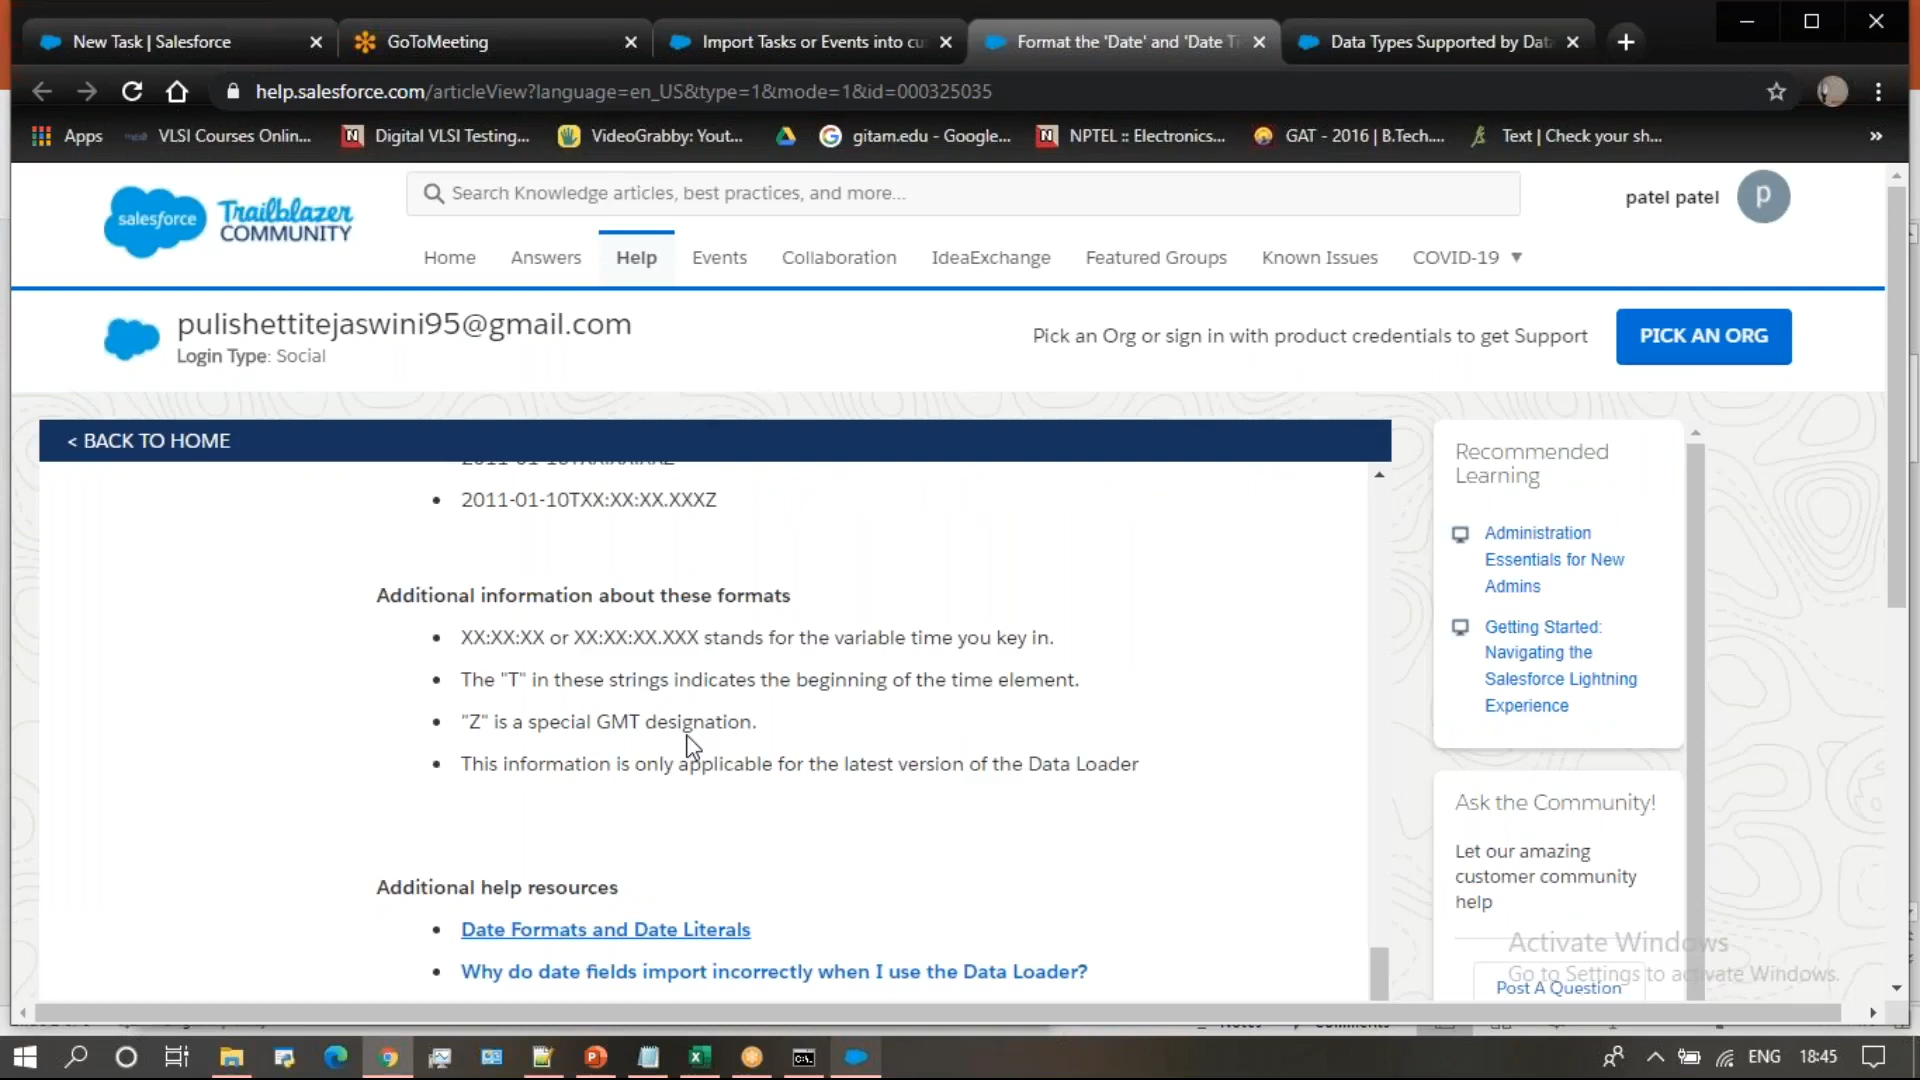 New Task | Salesforce
GoToMeeting
Import Tasks or Events into cu
Format the 'Date' and 'Date Ti
Data Types Supported by Dat
help.salesforce.com/articleView?language=en_US&type=1&mode=1&id=000325035
Apps
VLSI Courses Onlin...
Digital VLSI Testing...
VideoGrabby: Yout...
gitam.edu - Google...
NPTEL :: Electronics...
GAT - 2016 | B.Tech....
Text | Check your sh...
»
salesforce
Trailblazer
COMMUNITY
Search Knowledge articles, best practices, and more...
patel patel
p
Home
Answers
Help
Events
Collaboration
IdeaExchange
Featured Groups
Known Issues
COVID-19
pulishettitejaswini95@gmail.com
Login Type: Social
Pick an Org or sign in with product credentials to get Support
PICK AN ORG
< BACK TO HOME
2011-01-10TXX:XX:XX.XXXZ
Additional information about these formats
XX:XX:XX or XX:XX:XX.XXX stands for the variable time you key in.
The "T" in these strings indicates the beginning of the time element.
"Z" is a special GMT designation.
This information is only applicable for the latest version of the Data Loader
Additional help resources
Date Formats and Date Literals
Why do date fields import incorrectly when I use the Data Loader?
Recommended
Learning
Administration
Essentials for New
Admins
Getting Started:
Navigating the
Salesforce Lightning
Experience
Ask the Community!
Let our amazing
customer community
help
Post A Question
Activate Windows
Go to Settings to activate Windows.
ENG
18:45